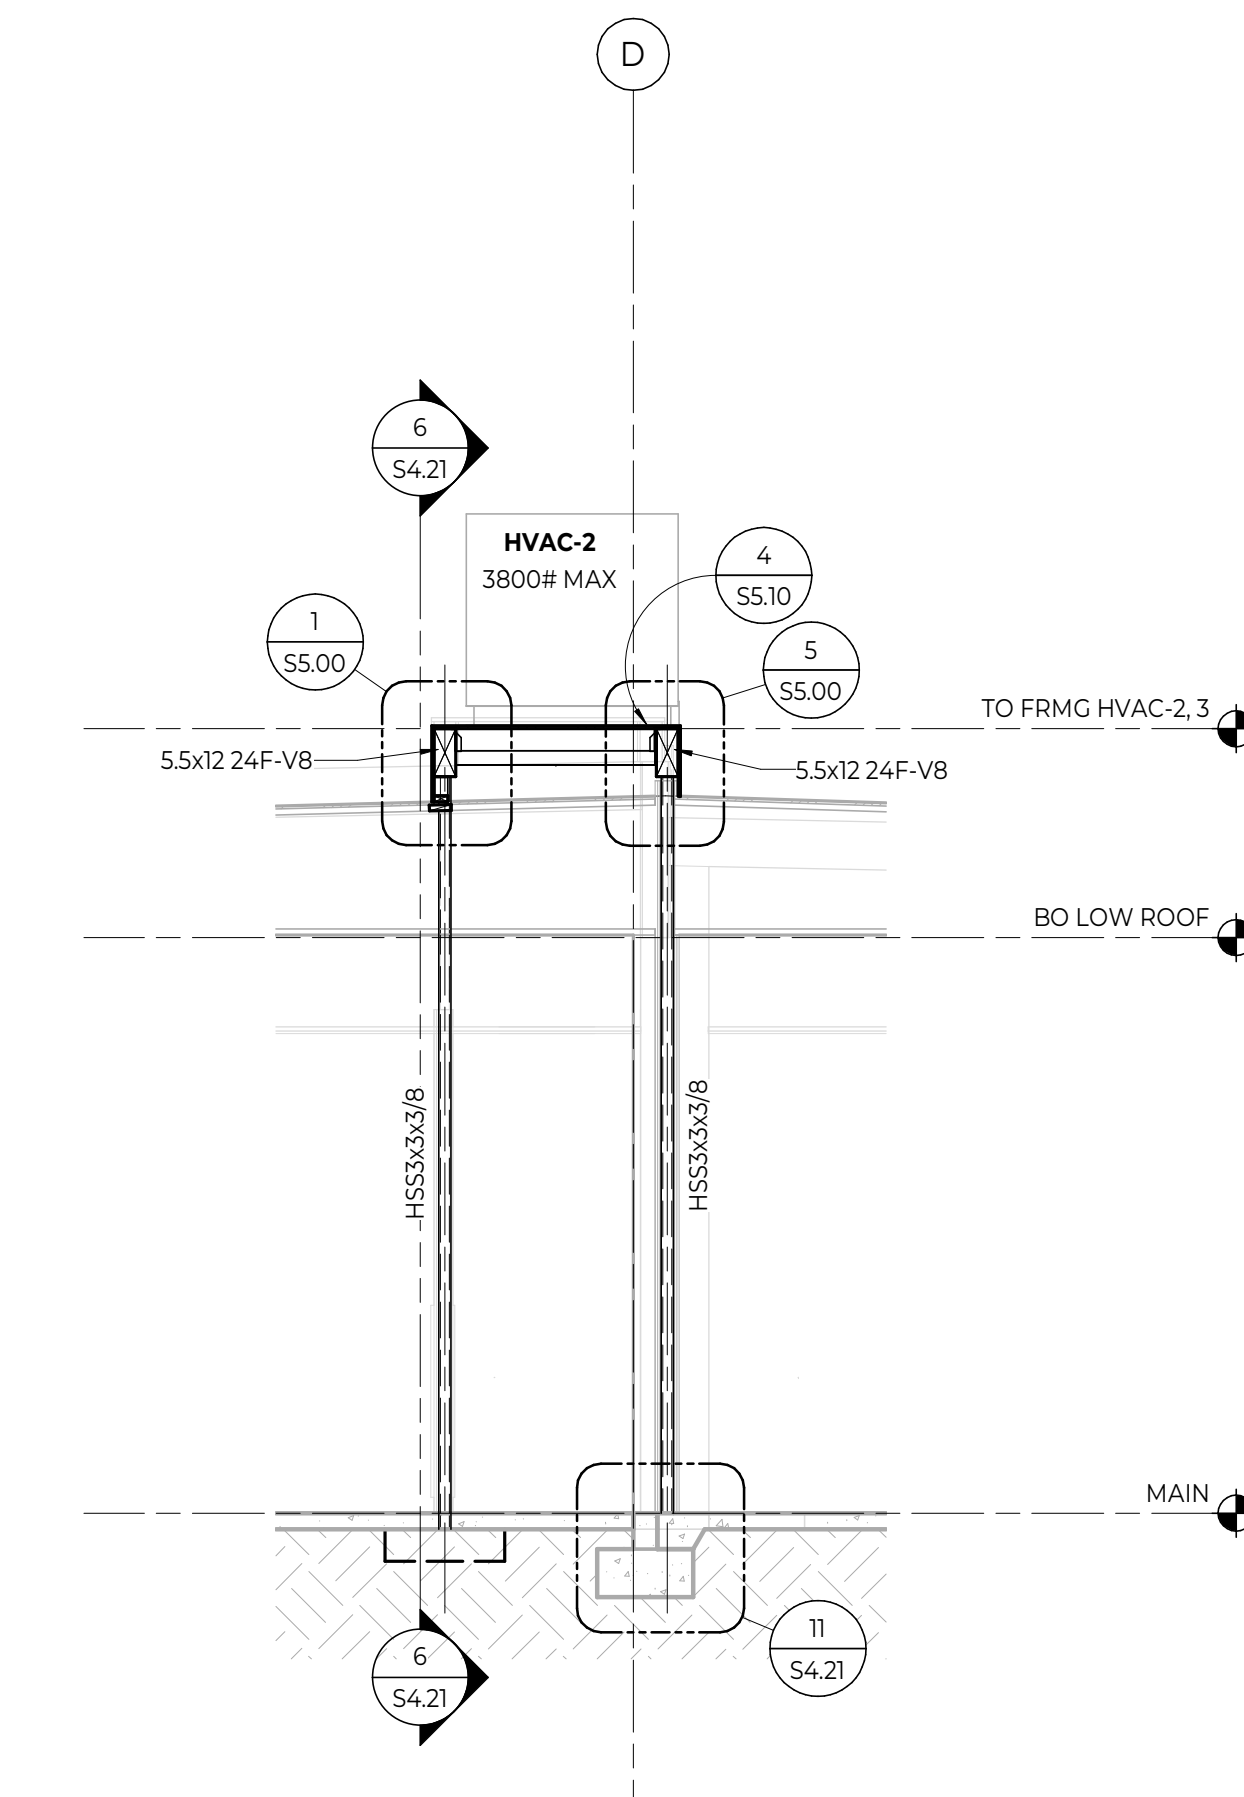 D
6
S4.21
HVAC-2
3800# MAX
4
S5.10
1
S5.00
5
S5.00
TO FRMG HVAC-2, 3
5.5x12 24F-V8
5.5x12 24F-V8
BO LOW ROOF
HSS3x3x3/8
HSS3x3x3/8
MAIN
11
S4.21
6
S4.21